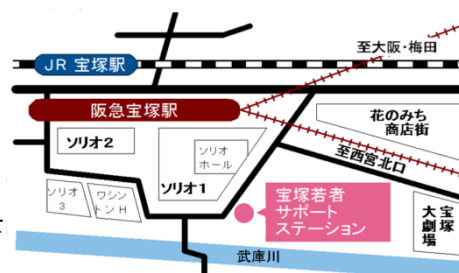 至大阪・梅田
JR 宝塚駅
阪急宝塚駅
花のみち
商店街
ソリオ2
ソリオ
ホール
至西宮北口
ソリオ1
ソリオ
3
ワシン
トンH
宝塚若者
サポート
ステーション
宝塚
大劇場
武庫川